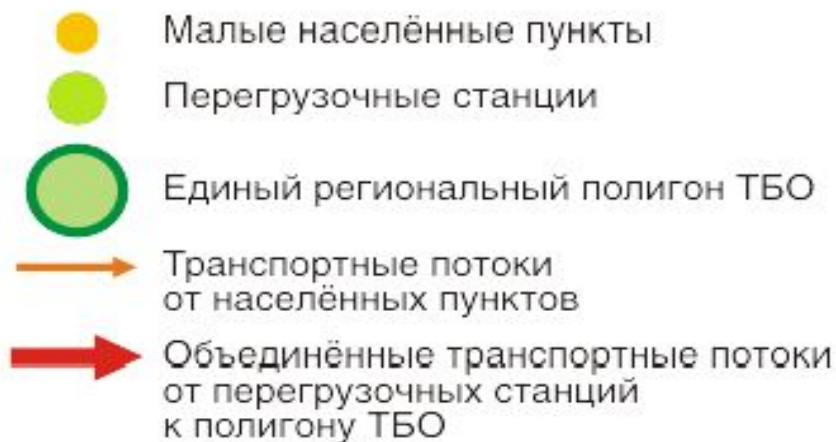 Малые населённые пункты
Перегрузочные станции
Единый региональный полигон ТБО
Транспортные потоки
от населённых пунктов
Объединённые транспортные потоки
от перегрузочных станций
к полигону ТБО